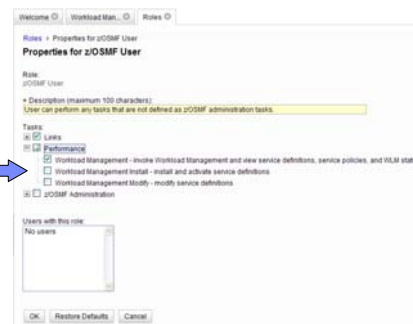 Welcome
Workload Man...
Roles
Roles › Properties for z/OSMF User
Properties for z/OSMF User
Role:
z/OSMF User
* Description (maximum 100 characters):
User can perform any tasks that are not defined as z/OSMF administration tasks.
Tasks:
Links
Performance
Workload Management - invoke Workload Management and view service definitions, service policies, and WLM stat
Workload Management Install - install and activate service definitions
Workload Management Modify - modify service definitions
z/OSMF Administration
Users with this role:
No users
OK
Restore Defaults
Cancel